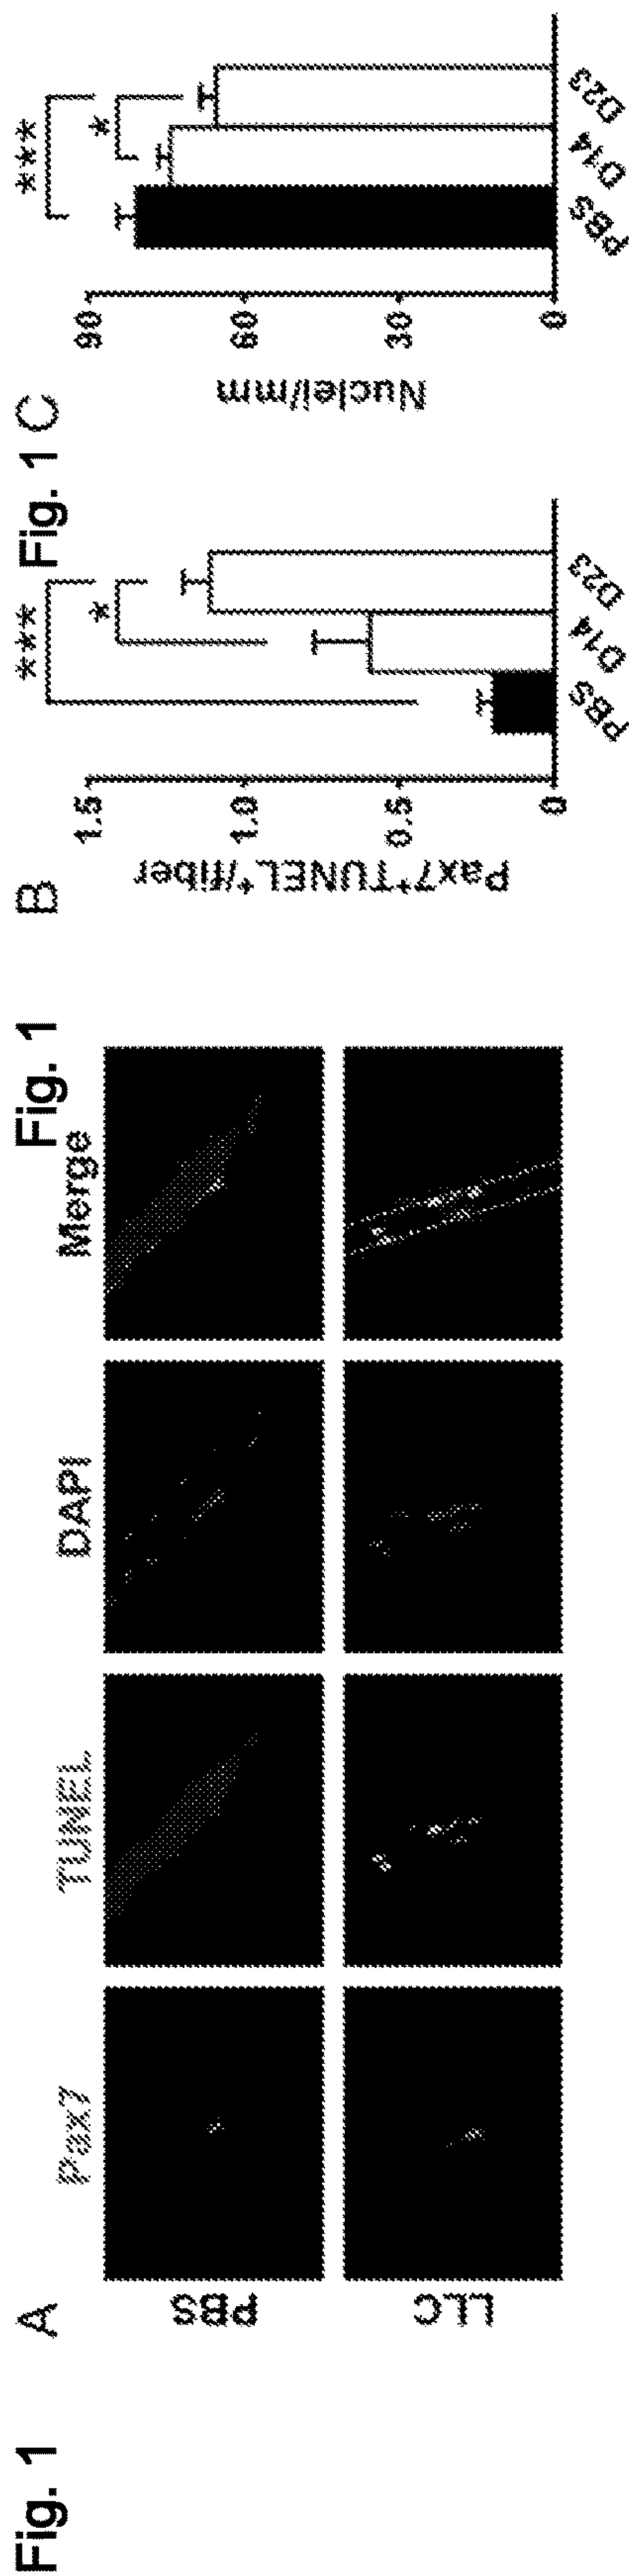 Fig. 1
A
Pax7
TUNEL
DAPI
Merge
PBS
LLC
Fig. 1
B
Pax7+TUNEL+/fiber
1.5
1.0
0.5
0
PBS
D14
D23
***
*
Fig. 1 C
Nuclei/mm
90
60
30
0
PBS
D14
D23
***
*